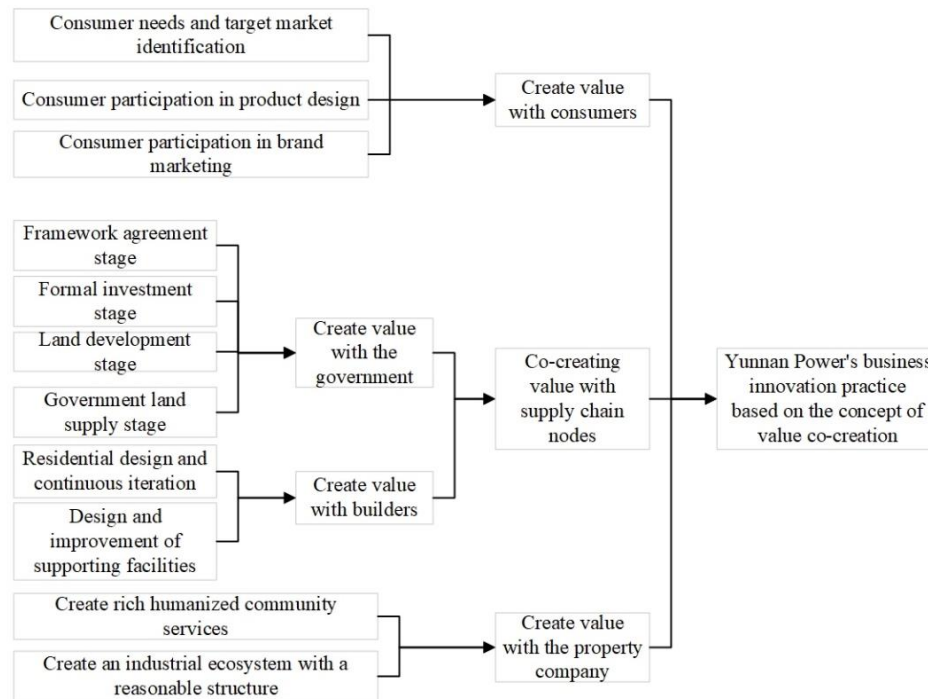 Consumer needs and target market
identification
Consumer participation in product design
Consumer participation in brand
marketing
Create value
with consumers
Framework agreement
stage
Formal investment
stage
Land development
stage
Government land
supply stage
Create value
with the
government
Residential design and
continuous iteration
Design and
improvement of
supporting facilities
Create value
with builders
Co-creating
value with
supply chain
nodes
Create rich humanized community
services
Create an industrial ecosystem with a
reasonable structure
Create value
with the property
company
Yunnan Power's business
innovation practice
based on the concept of
value co-creation